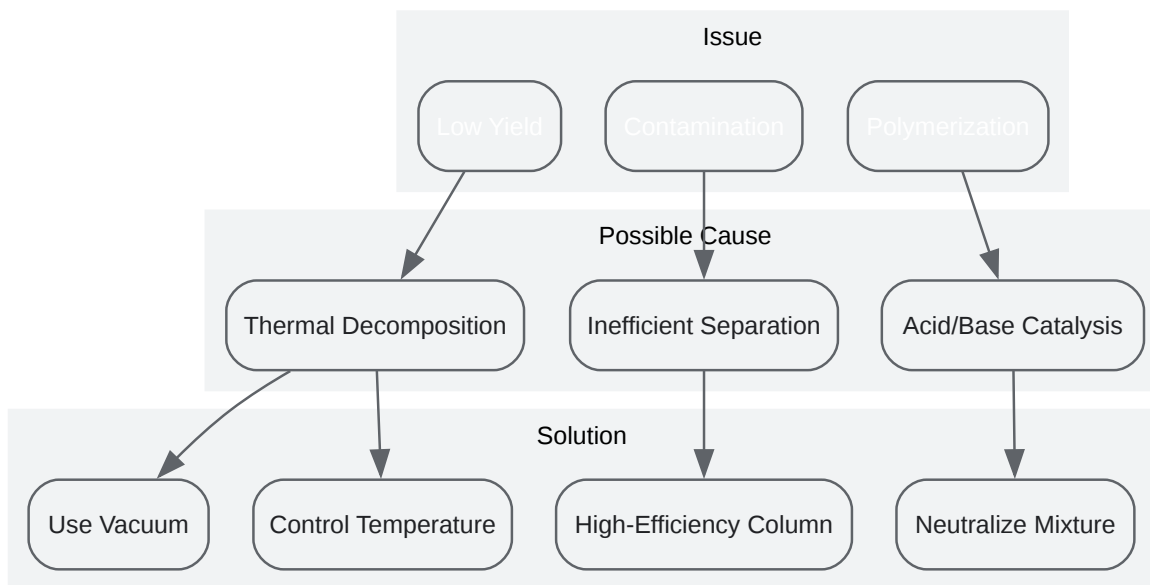 Issue
Low Yield
Contamination
Polymerization
Possible Cause
Thermal Decomposition
Inefficient Separation
Acid/Base Catalysis
Solution
Use Vacuum
Control Temperature
High-Efficiency Column
Neutralize Mixture